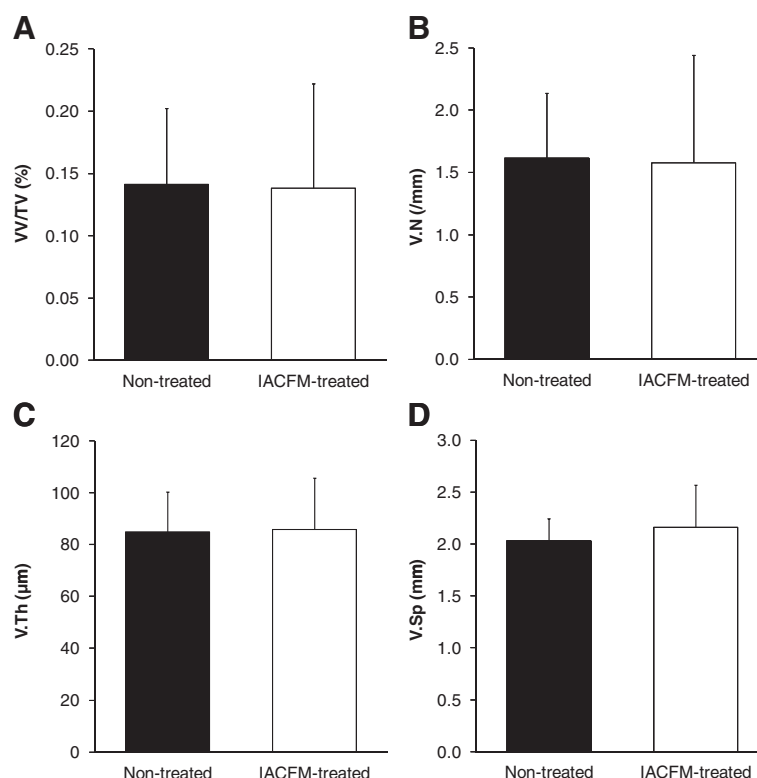 A
VV/TV (%)
0.25
0.20
0.15
0.10
0.05
0.00
Non-treated IACFM-treated
B
V.N (/mm)
2.5
2.0
1.5
1.0
0.5
0.0
Non-treated IACFM-treated
C
V.Th (μm)
120
100
80
60
40
20
0
Non-treated IACFM-treated
D
V.Sp (mm)
3.0
2.5
2.0
1.5
1.0
0.5
0.0
Non-treated IACFM-treated